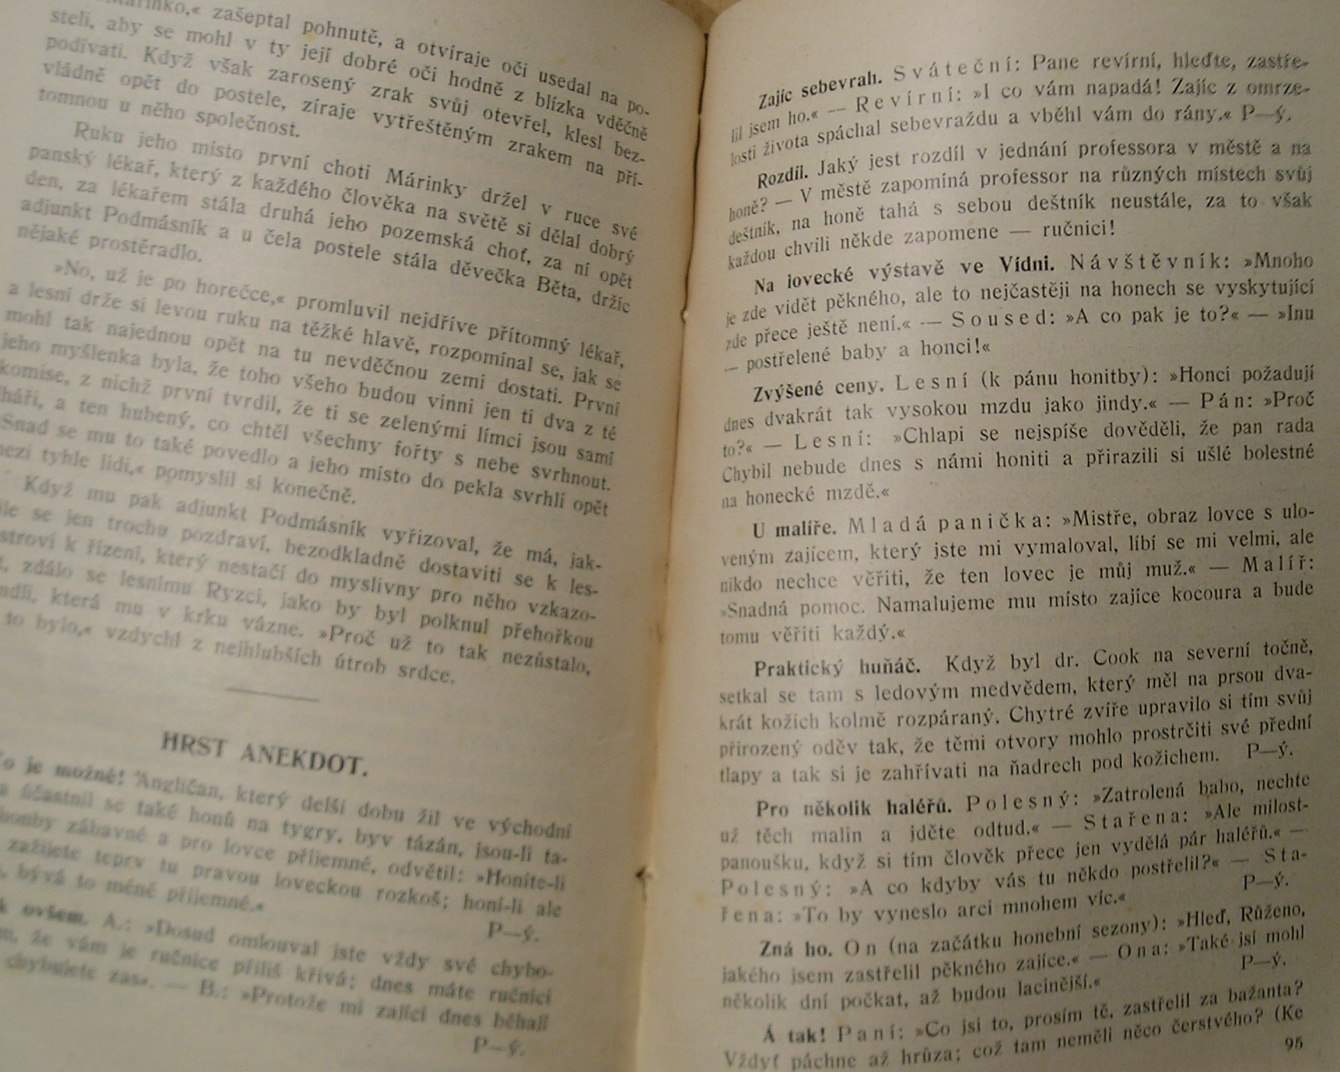 zašeptal pohnutě, a otvíraje oči usedal na po-
steli, aby se mohl v ty její dobré oči hodně z blízka vděčně
podívati. Když však zarosený zrak svůj otevřel, klesl bez-
vládně opět do postele, zíraje vytřeštěným zrakem na pří-
tomnou u něho společnost.
Ruku jeho místo první choti Márinky držel v ruce své
panský lékař, který z každého člověka na světě si dělal dobrý
den, za lékařem stála druhá jeho pozemská choť, za ní opět
adjunkt Podmásník a u čela postele stála děvečka Běta, držíc
nějaké prostěradlo.
»No, už je po horečce,« promluvil nejdříve přítomný lékař,
a lesní drže si levou ruku na těžké hlavě, rozpomínal se, jak se
mohl tak najednou opět na tu nevděčnou zemi dostati. První
jeho myšlenka byla, že toho všeho budou vinni jen ti dva z té
komise, z nichž první tvrdil, že ti se zelenými límci jsou samí
lháři, a ten hubený, co chtěl všechny fořty s nebe svrhnout.
Snad se mu to také povedlo a jeho místo do pekla svrhli opět
mezi tyhle lidi,« pomyslil si konečně.
Když mu pak adjunkt Podmásník vyřizoval, že má, jak-
mile se jen trochu pozdraví, bezodkladně dostaviti se k les-
mistrovi k řízení, který nestačí do myslivny pro něho vzkazo-
zdálo se lesnímu Ryzci, jako by byl polknul přehořkou
která mu v krku vázne. »Proč už to tak nezůstalo,
to bylo,« vzdychl z nejhlubších útrob srdce.
HRST ANEKDOT.
To je možné! Angličan, který delší dobu žil ve východní
a účastnil se také honů na tygry, byv tázán, jsou-li ta-
honby zábavné a pro lovce příjemné, odvětil: »Honíte-li
zažijete teprv tu pravou loveckou rozkoš; honí-li ale
bývá to méně příjemné.«
P—ý.
ovšem. A.: »Dosud omlouval jste vždy své chybo-
že vám je ručnice příliš křivá; dnes máte ručnici
chybujete zas«. — B.: »Protože mi zajíci dnes běhají
P—ý.
Zajíc sebevrah. Sváteční: Pane revírní, hleďte, zastře-
lil jsem ho.« — Revírní: »I co vám napadá! Zajíc z omrze-
losti života spáchal sebevraždu a vběhl vám do rány.« P—ý.
Rozdíl. Jaký jest rozdíl v jednání professora v městě a na
honě? — V městě zapomíná professor na různých místech svůj
deštník, na honě tahá s sebou deštník neustále, za to však
každou chvíli někde zapomene — ručnici!
Na lovecké výstavě ve Vídni. Návštěvník: »Mnoho
je zde vidět pěkného, ale to nejčastěji na honech se vyskytující
zde přece ještě není.« — Soused: »A co pak je to?« — »Inu
— postřelené baby a honci!«
Zvýšené ceny. Lesní (k pánu honitby): »Honci požadují
dnes dvakrát tak vysokou mzdu jako jindy.« — Pán: »Proč
to?« — Lesní: »Chlapi se nejspíše dověděli, že pan rada
Chybil nebude dnes s námi honiti a přirazili si ušlé bolestné
na honecké mzdě.«
U malíře. Mladá panička: »Mistře, obraz lovce s ulo-
veným zajícem, který jste mi vymaloval, líbí se mi velmi, ale
nikdo nechce věřiti, že ten lovec je můj muž.« — Malíř:
»Snadná pomoc. Namalujeme mu místo zajíce kocoura a bude
tomu věřiti každý.«
Praktický huňáč. Když byl dr. Cook na severní točně,
setkal se tam s ledovým medvědem, který měl na prsou dva-
krát kožich kolmě rozpáraný. Chytré zvíře upravilo si tím svůj
přirozený oděv tak, že těmi otvory mohlo prostrčiti své přední
tlapy a tak si je zahřívati na ňadrech pod kožichem. P—ý.
Pro několik haléřů. Polesný: »Zatrolená babo, nechte
už těch malin a jděte odtud.« — Stařena: »Ale milost-
panoušku, když si tím člověk přece jen vydělá pár haléřů.« —
Polesný: »A co kdyby vás tu někdo postřelil?« — Sta-
řena: »To by vyneslo arci mnohem víc.« P—ý.
Zná ho. On (na začátku honební sezony): »Hleď, Růženo,
jakého jsem zastřelil pěkného zajíce.« — Ona: »Také jsi mohl
několik dní počkat, až budou lacinější.« P—ý.
Á tak! Paní: »Co jsi to, prosím tě, zastřelil za bažanta?
Vždyť páchne až hrůza; což tam neměli něco čerstvého? (Ke
95